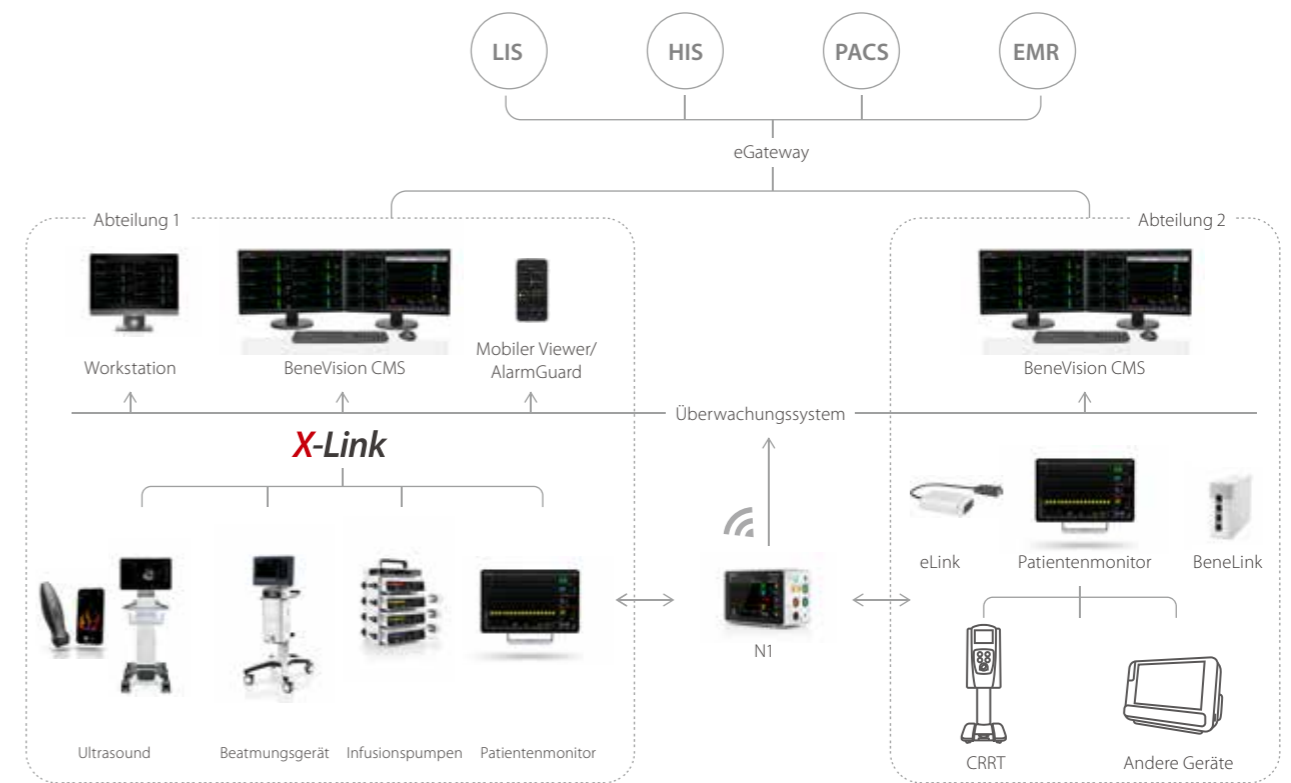 LIS
HIS
PACS
EMR
eGateway
Abteilung 1
Abteilung 2
Workstation
BeneVision CMS
Mobiler Viewer/
AlarmGuard
BeneVision CMS
Überwachungssystem
X-Link
eLink
Patientenmonitor
BeneLink
N1
Ultrasound
Beatmungsgerät
Infusionspumpen
Patientenmonitor
CRRT
Andere Geräte